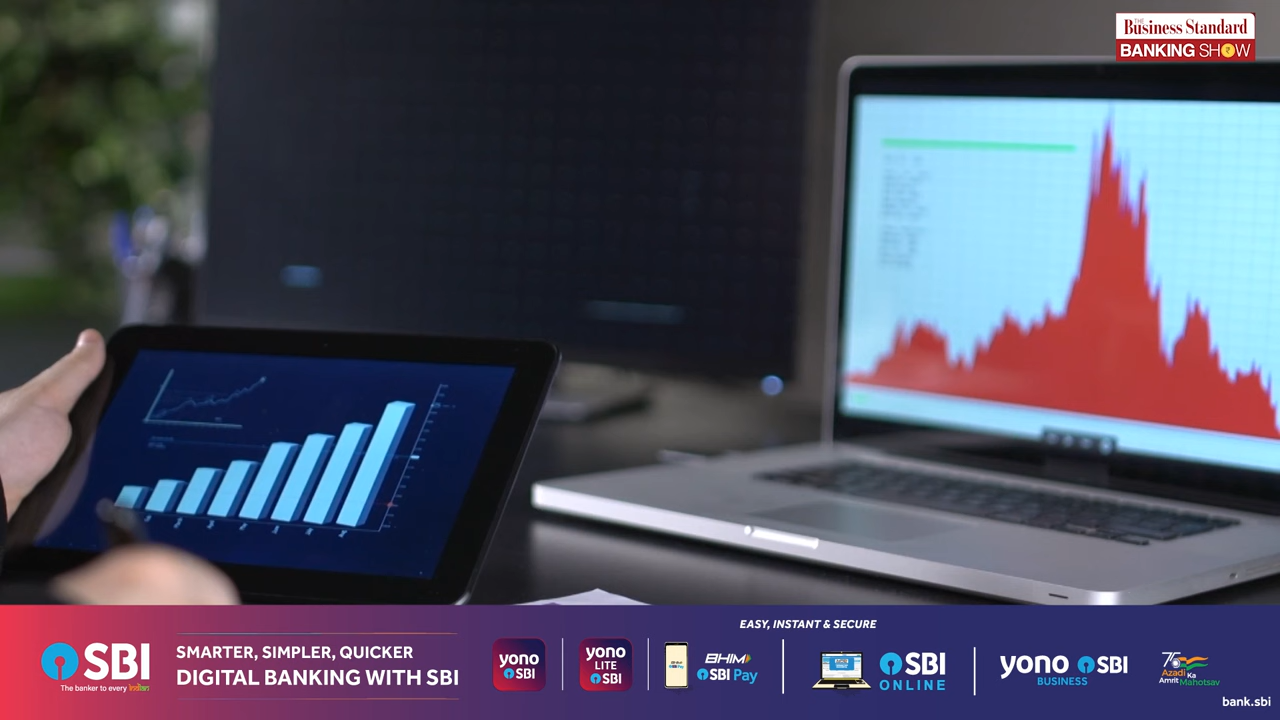 THE
Business Standard
BANKING SHOW
EASY, INSTANT & SECURE
SBI
The banker to every Indian
SMARTER, SIMPLER, QUICKER
DIGITAL BANKING WITH SBI
yono
SBI
yono
LITE
SBI
BHIM
SBI Pay
SBI
ONLINE
yono SBI
BUSINESS
75
Azadi Ka
Amrit Mahotsav
bank.sbi